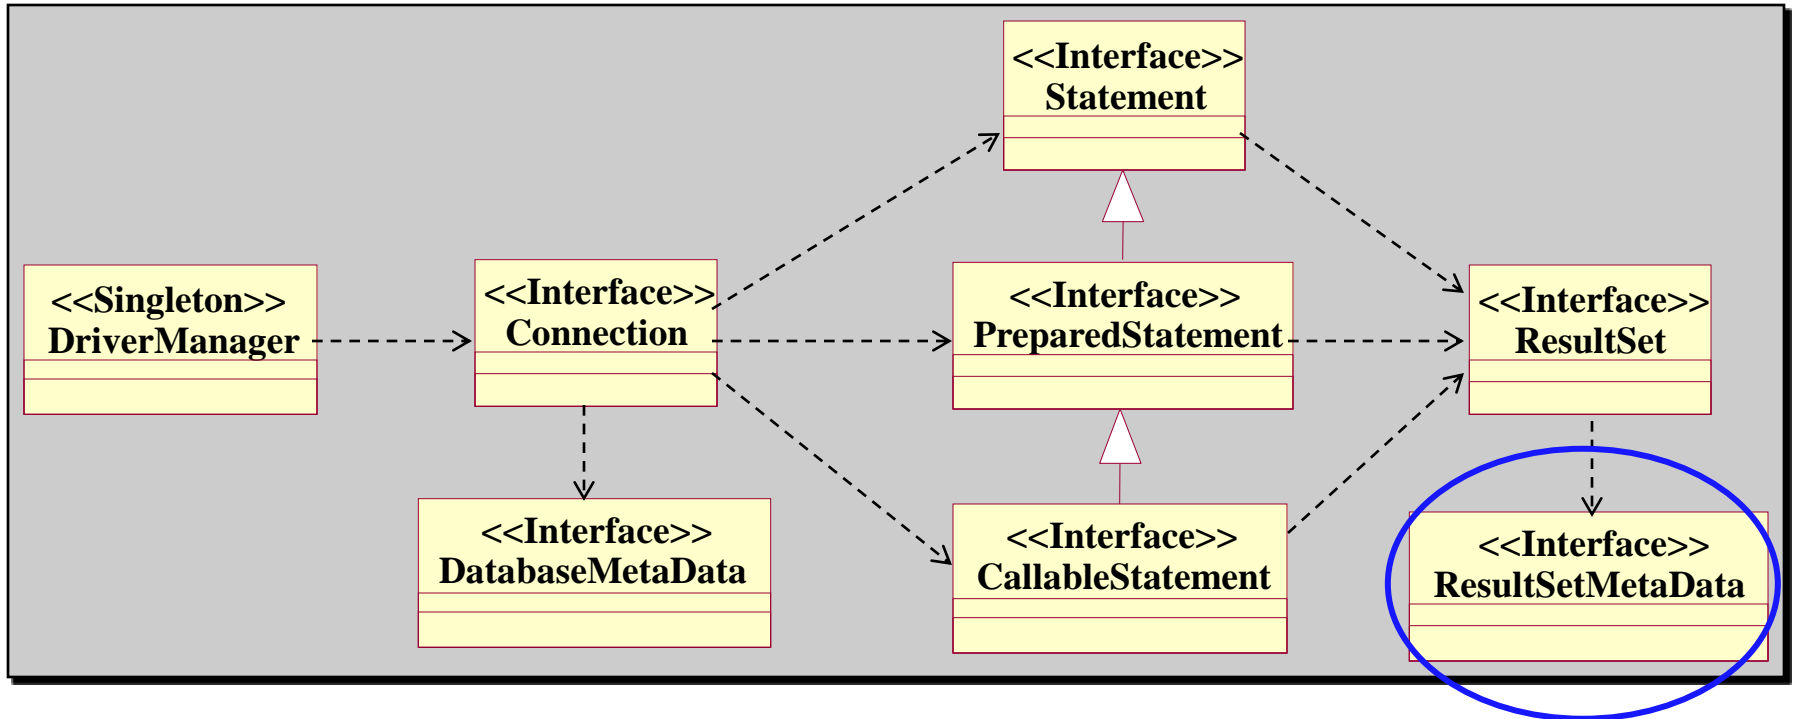 <<Interface>>
Statement
<<Singleton>>
DriverManager
<<Interface>>
Connection
<<Interface>>
PreparedStatement
<<Interface>>
ResultSet
<<Interface>>
DatabaseMetaData
<<Interface>>
CallableStatement
<<Interface>>
ResultSetMetaData